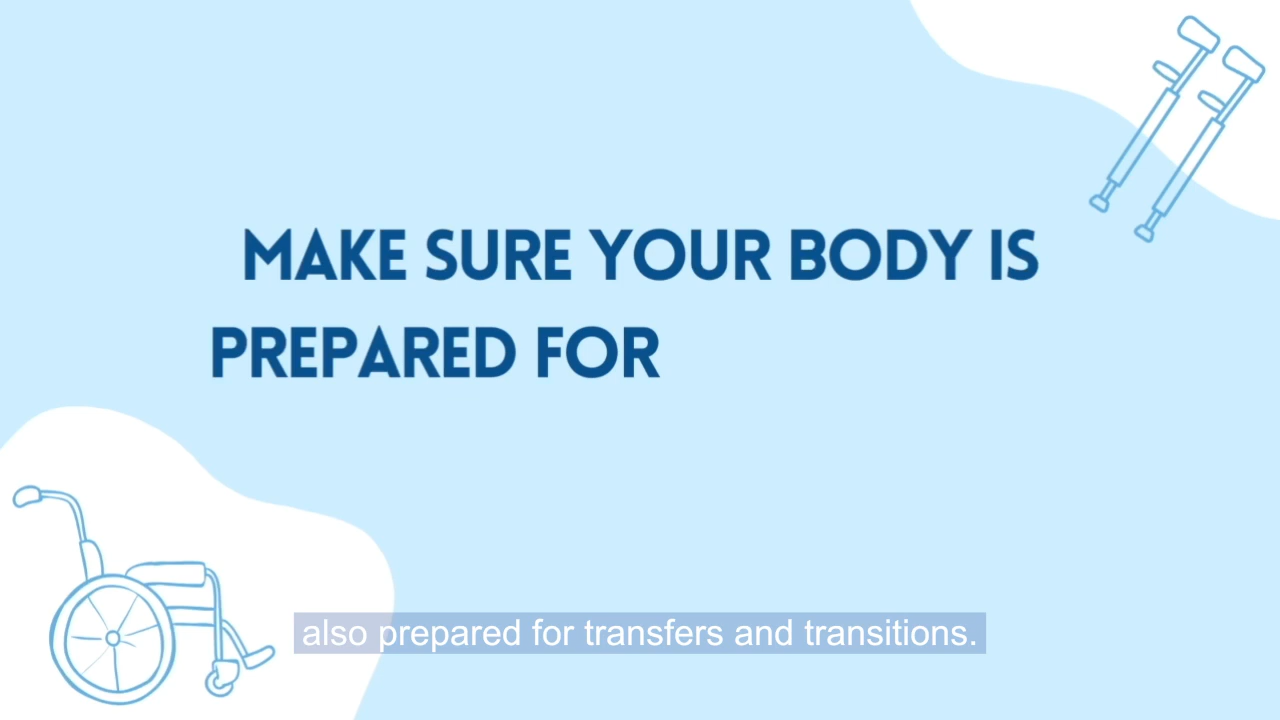 MAKE SURE YOUR BODY IS
PREPARED FOR
also prepared for transfers and transitions.